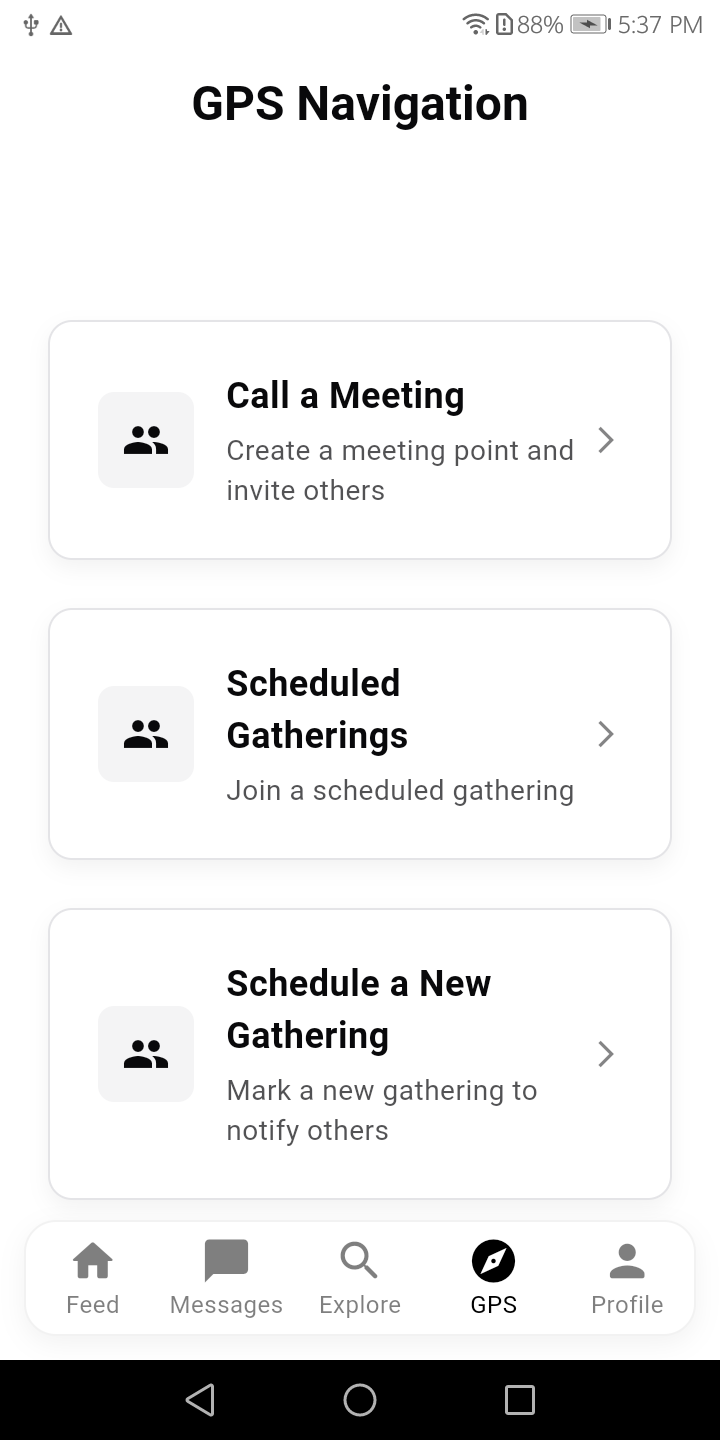 88% 5:37 PM
GPS Navigation
Call a Meeting
Create a meeting point and
invite others
Scheduled
Gatherings
Join a scheduled gathering
Schedule a New
Gathering
Mark a new gathering to
notify others
Feed Messages Explore GPS Profile